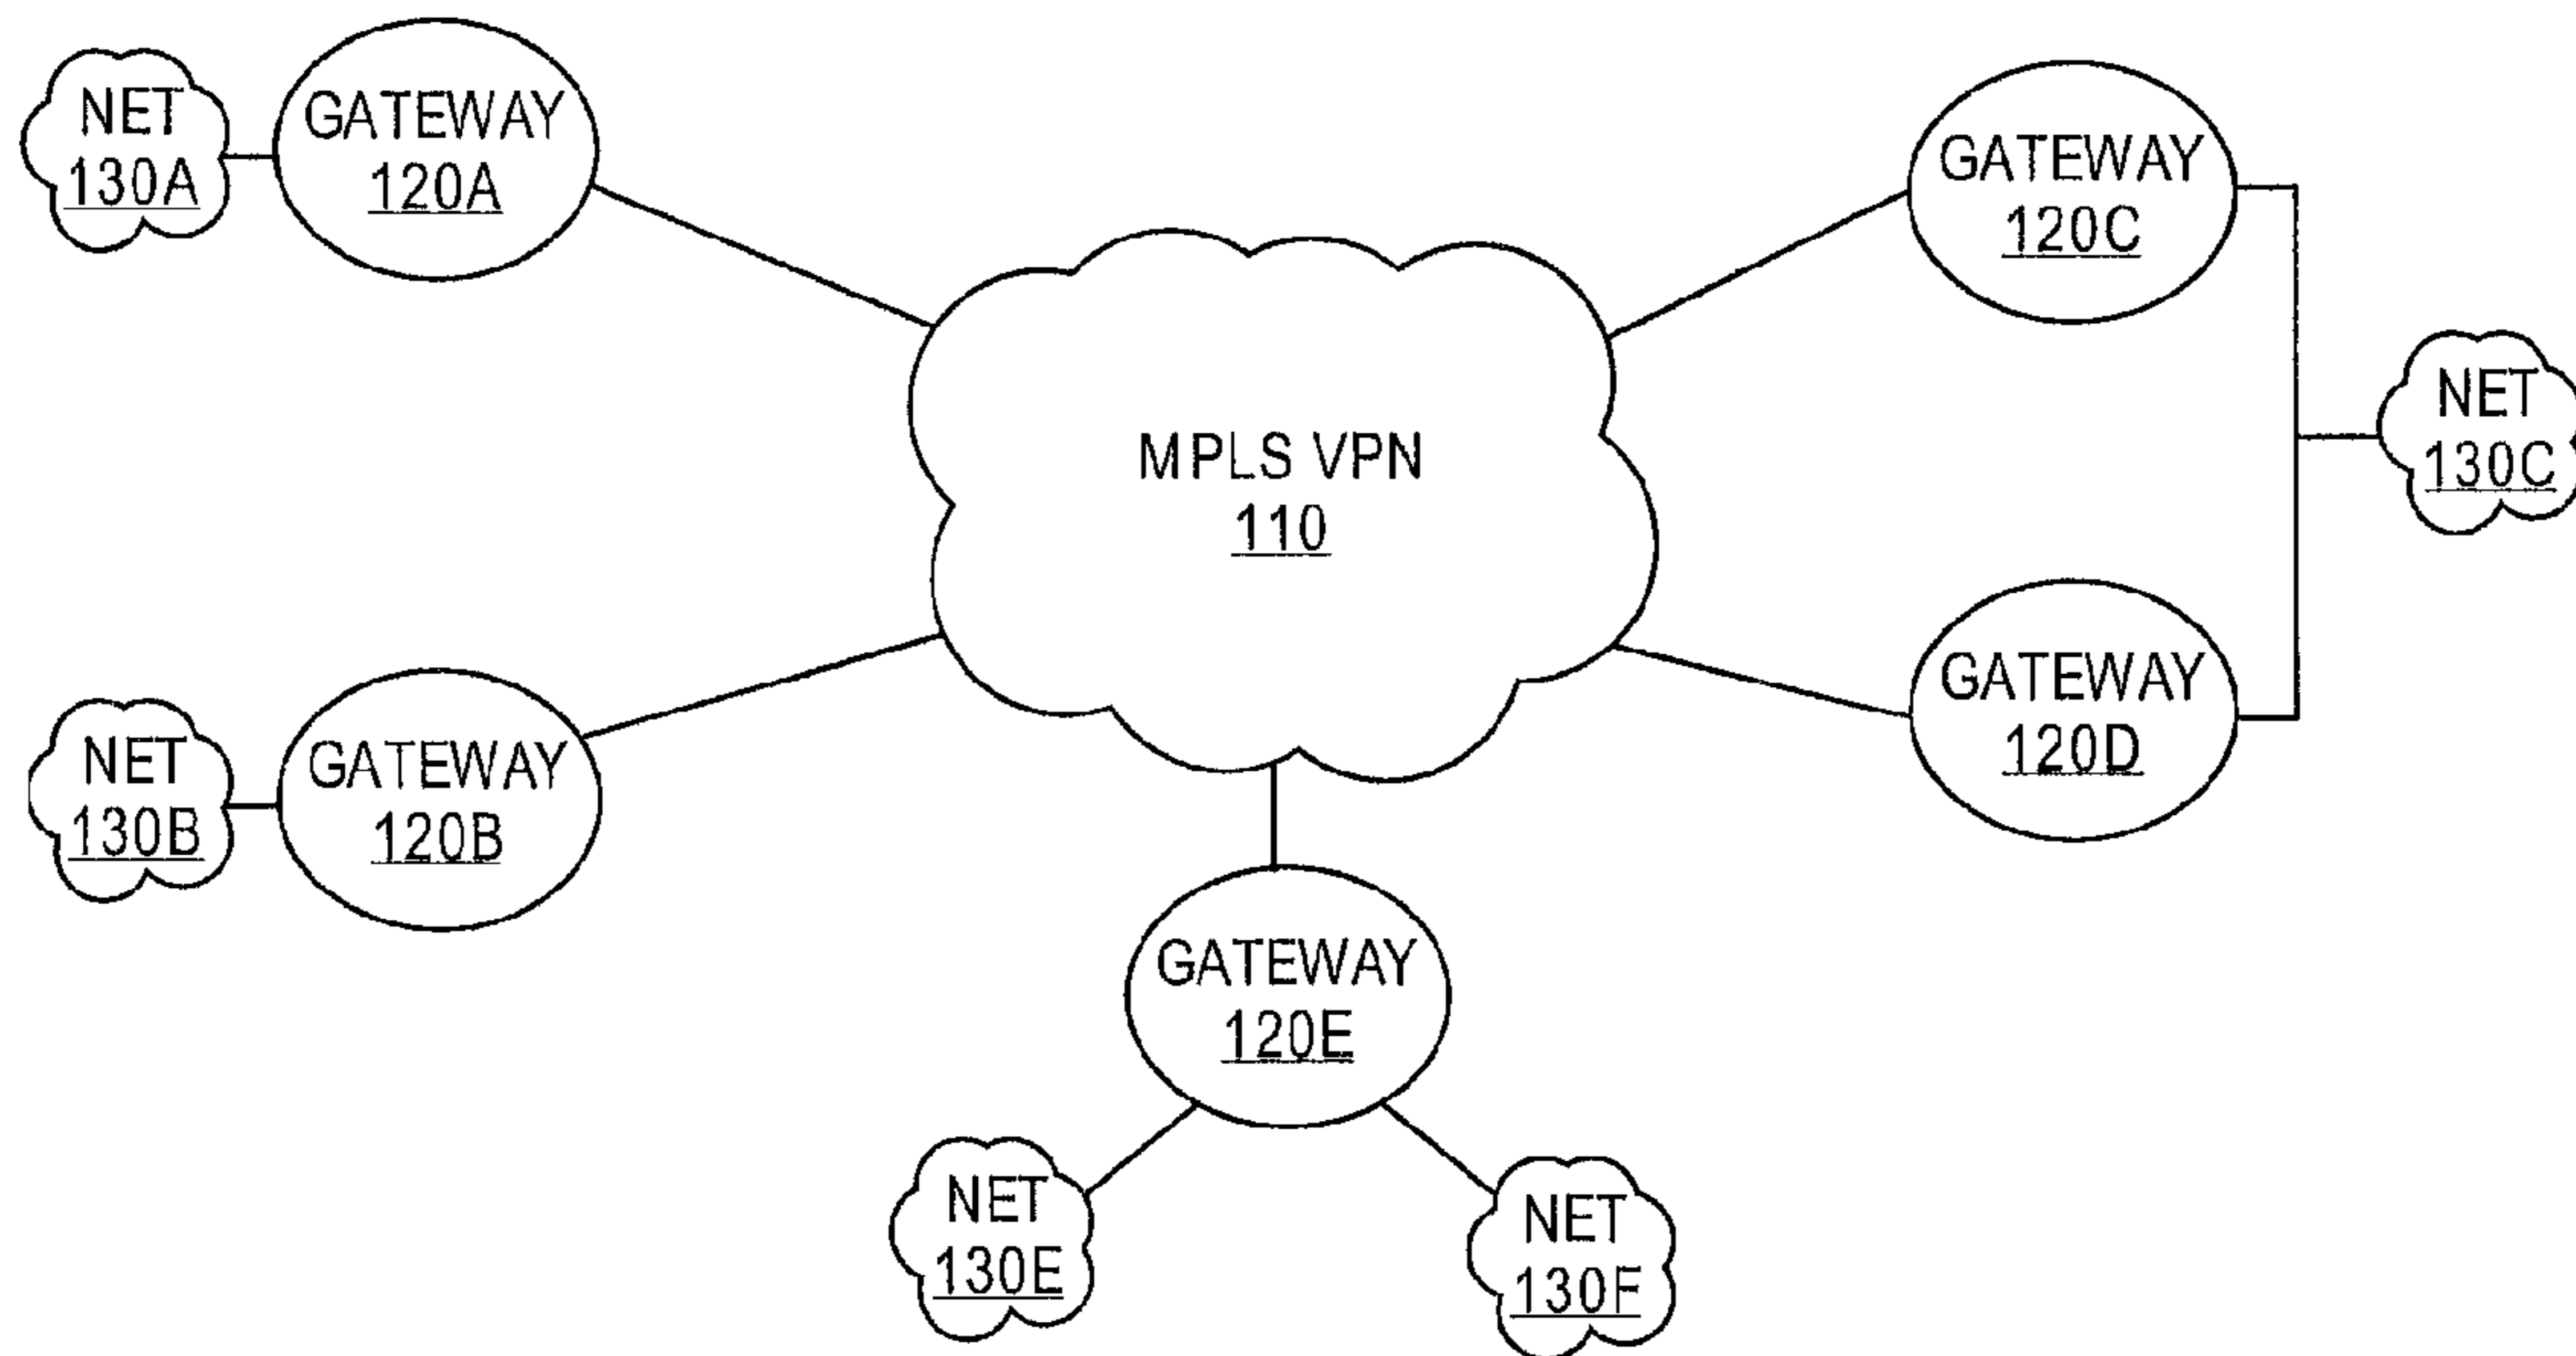 NET
130A
GATEWAY
120A
GATEWAY
120C
NET
130C
MPLS VPN
110
NET
130B
GATEWAY
120B
GATEWAY
120D
GATEWAY
120E
NET
130E
NET
130F